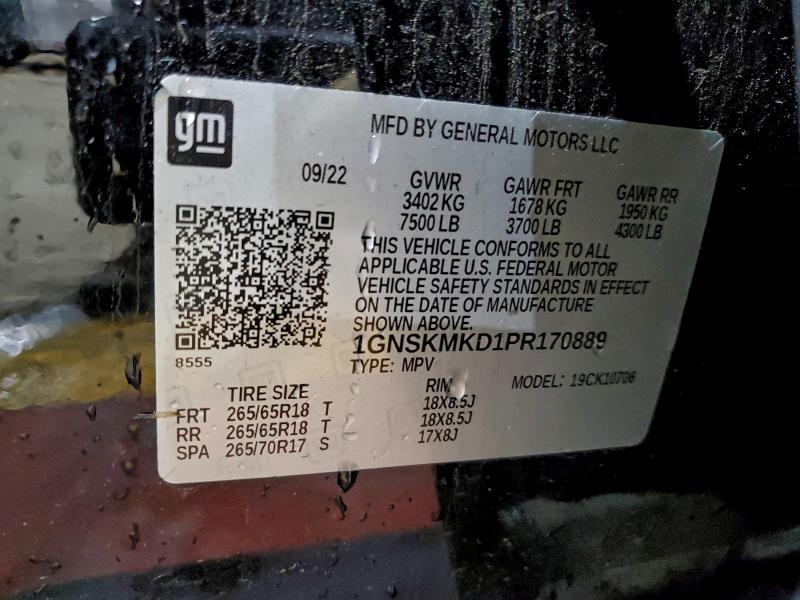 gm
MFD BY GENERAL MOTORS LLC
09/22 GVWR GAWR FRT GAWR RR
3402 KG 1678 KG 1950 KG
7500 LB 3700 LB 4300 LB
THIS VEHICLE CONFORMS TO ALL
APPLICABLE U.S. FEDERAL MOTOR
VEHICLE SAFETY STANDARDS IN EFFECT
ON THE DATE OF MANUFACTURE
SHOWN ABOVE.
8555
1GNSKMKD1PR170889
TYPE: MPV MODEL: 19CK10706
TIRE SIZE RIM
FRT 265/65R18 T 18X8.5J
RR 265/65R18 T 18X8.5J
SPA 265/70R17 S 17X8J